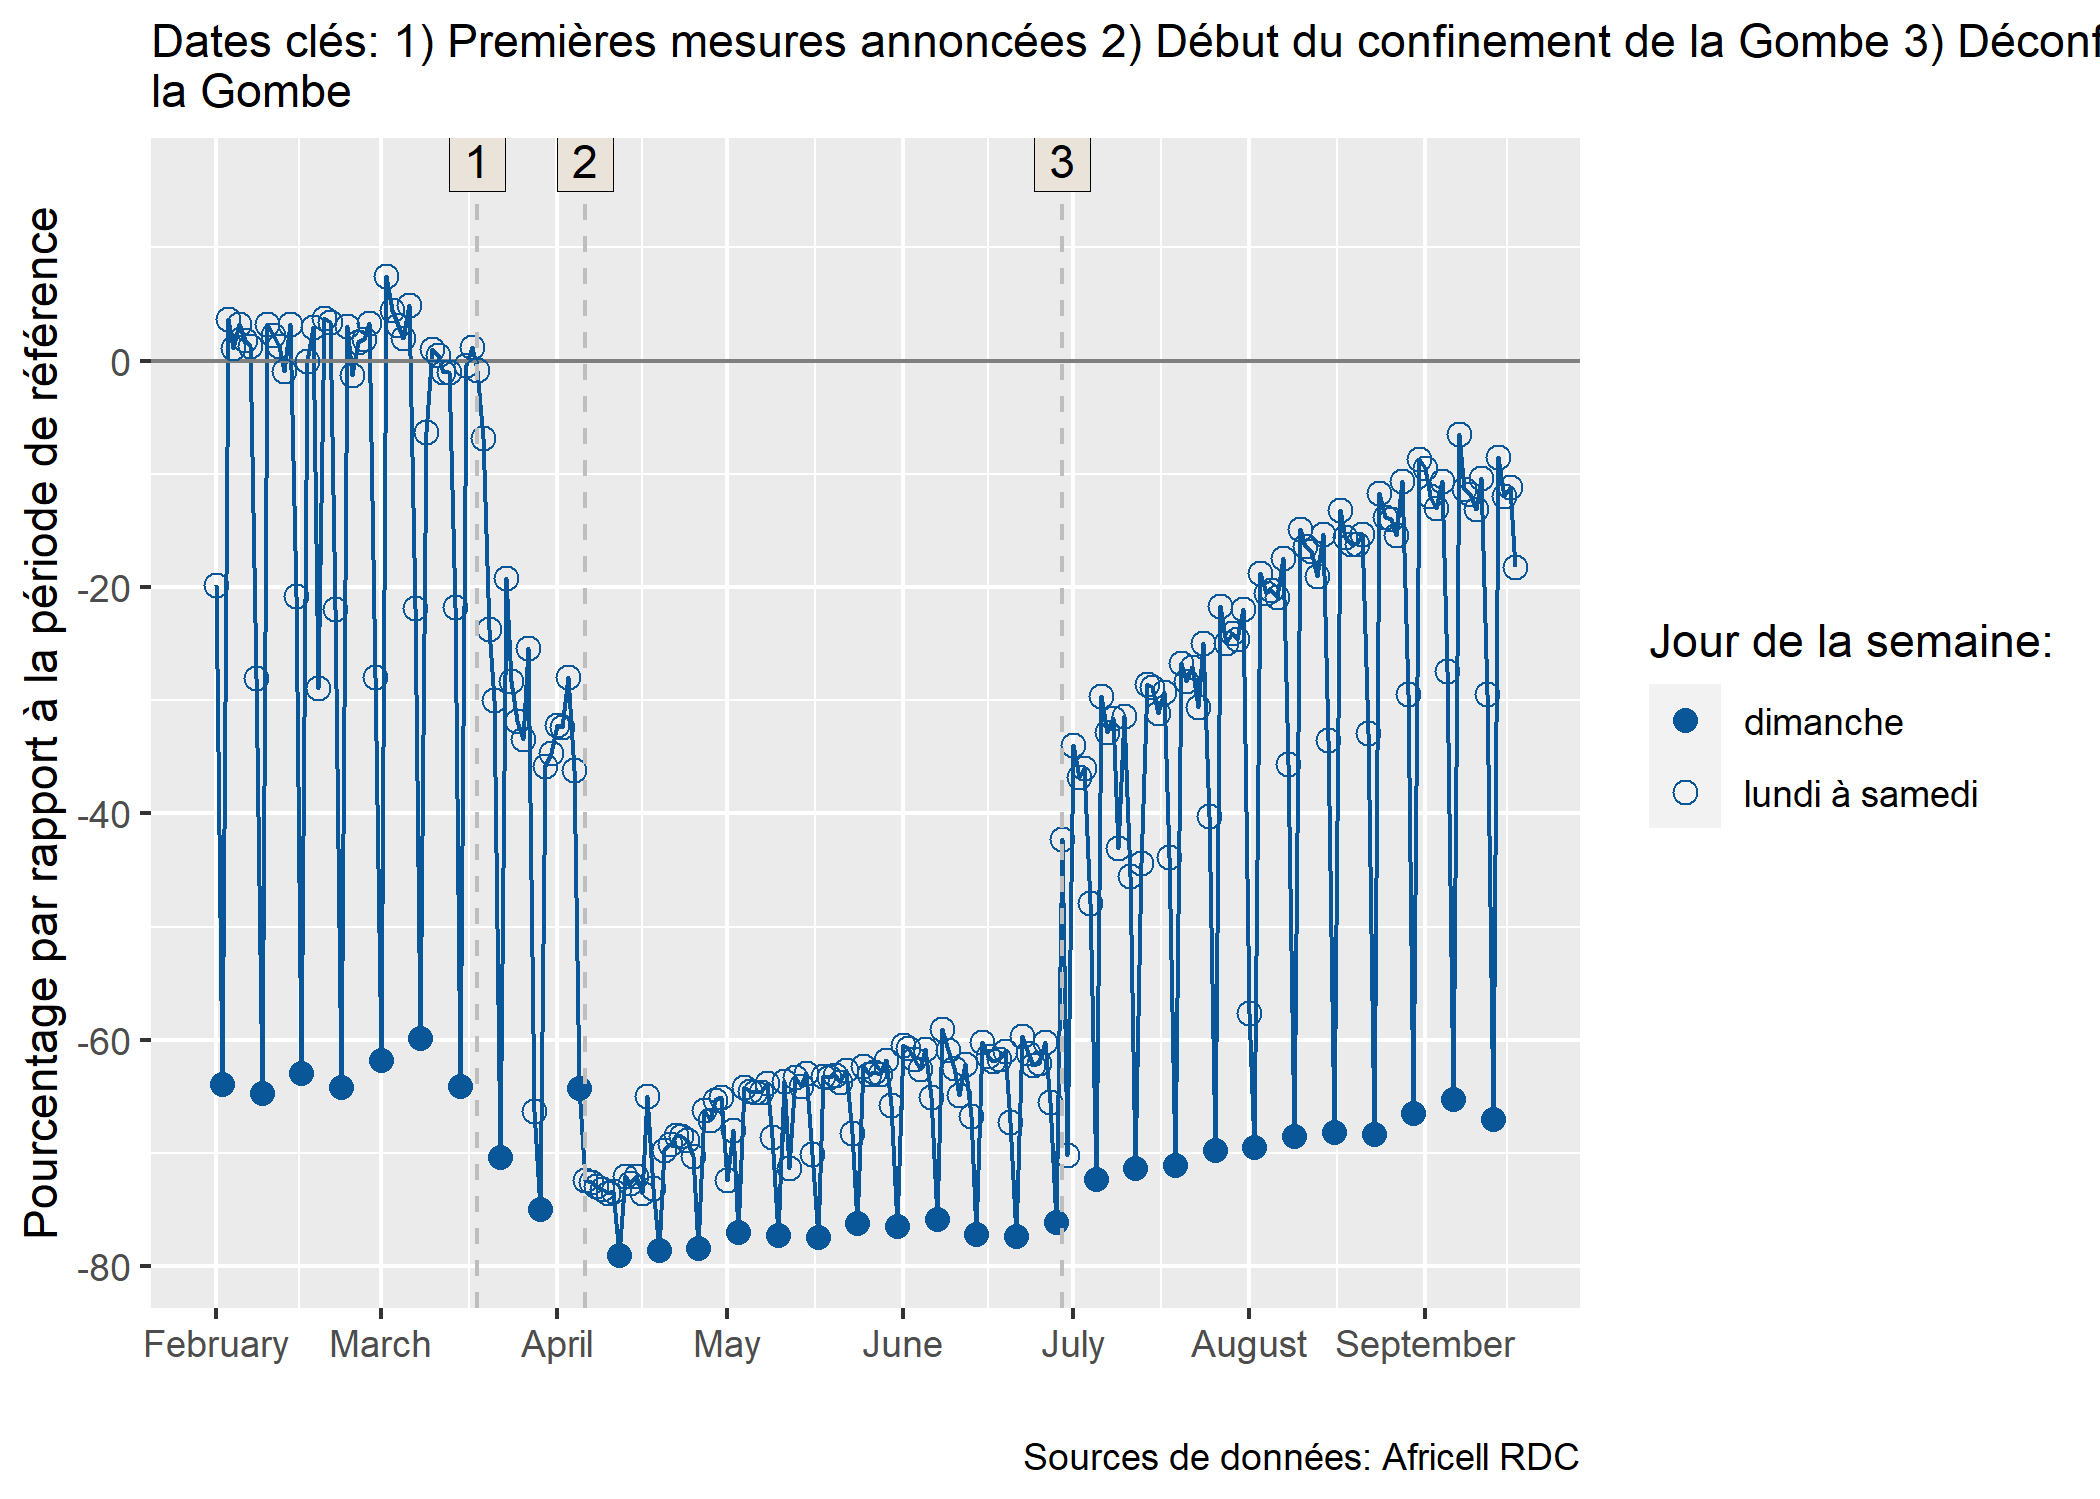 Dates clés: 1) Premières mesures annoncées 2) Début du confinement de la Gombe 3) Déconf
la Gombe
1 2 3
Pourcentage par rapport à la période de référence
0
-20
-40
-60
-80
February March April May June July August September
Jour de la semaine:
dimanche
lundi à samedi
Sources de données: Africell RDC